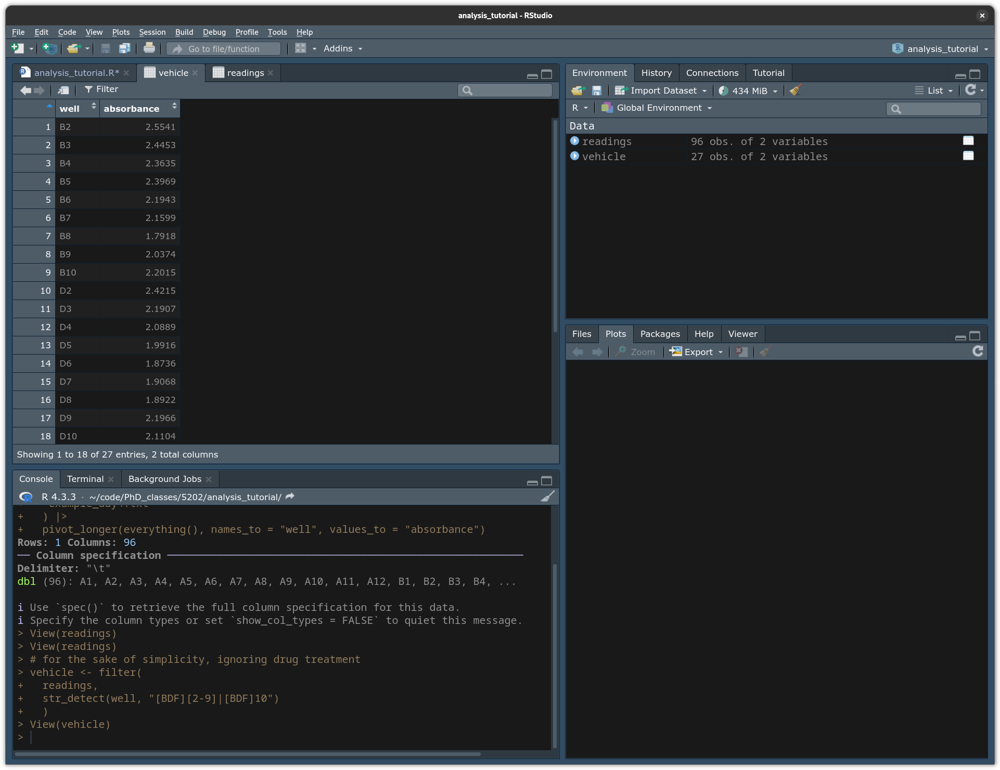 analysis_tutorial - RStudio
File Edit Code View Plots Session Build Debug Profile Tools Help
Go to file/function Addins analysis_tutorial
analysis_tutorial.R* vehicle readings
Filter
well absorbance
1 B2 2.5541
2 B3 2.4453
3 B4 2.3635
4 B5 2.3969
5 B6 2.1943
6 B7 2.1599
7 B8 1.7918
8 B9 2.0374
9 B10 2.2015
10 D2 2.4215
11 D3 2.1907
12 D4 2.0889
13 D5 1.9916
14 D6 1.8736
15 D7 1.9068
16 D8 1.8922
17 D9 2.1966
18 D10 2.1104
Showing 1 to 18 of 27 entries, 2 total columns
Console Terminal Background Jobs
R 4.3.3 · ~/code/PhD_classes/5202/analysis_tutorial/
+   ) |>
+   pivot_longer(everything(), names_to = "well", values_to = "absorbance")
Rows: 1 Columns: 96
── Column specification ─────────────────────────
Delimiter: "\t"
dbl (96): A1, A2, A3, A4, A5, A6, A7, A8, A9, A10, A11, A12, B1, B2, B3, B4, ...
i Use `spec()` to retrieve the full column specification for this data.
i Specify the column types or set `show_col_types = FALSE` to quiet this message.
> View(readings)
> View(readings)
> # for the sake of simplicity, ignoring drug treatment
> vehicle <- filter(
+   readings,
+   str_detect(well, "[BDF][2-9]|[BDF]10")
+   )
> View(vehicle)
>
Environment History Connections Tutorial
Import Dataset 434 MiB List
R Global Environment
Data
readings 96 obs. of 2 variables
vehicle 27 obs. of 2 variables
Files Plots Packages Help Viewer
Zoom Export